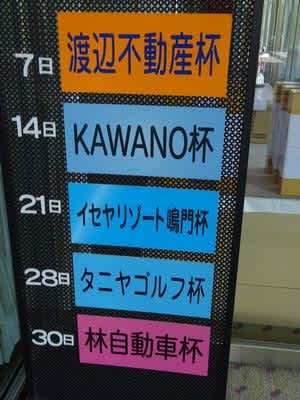 7日 渡辺不動産杯
14日 KAWANO杯
21日 イセヤリゾート鳴門杯
28日 タニヤゴルフ杯
30日 林自動車杯